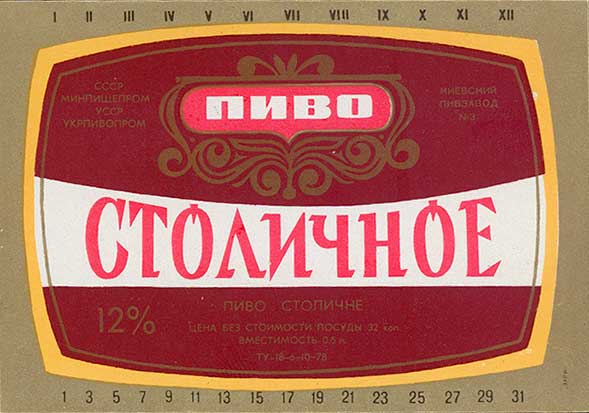 I II III IV V VI VII VIII IX X XI XII
СССР
МИНПИЩЕПРОМ
УССР
УКРПИВОПРОМ
ПИВО
КИЕВСКИЙ
ПИВЗАВОД
№3
СТОЛИЧНОЕ
12%
ПИВО СТОЛИЧНЕ
ЦЕНА БЕЗ СТОИМОСТИ ПОСУДЫ 32 коп.
ВМЕСТИМОСТЬ 0,5 л.
ТУ-18-6-10-78
1 3 5 7 9 11 13 15 17 19 21 23 25 27 29 31